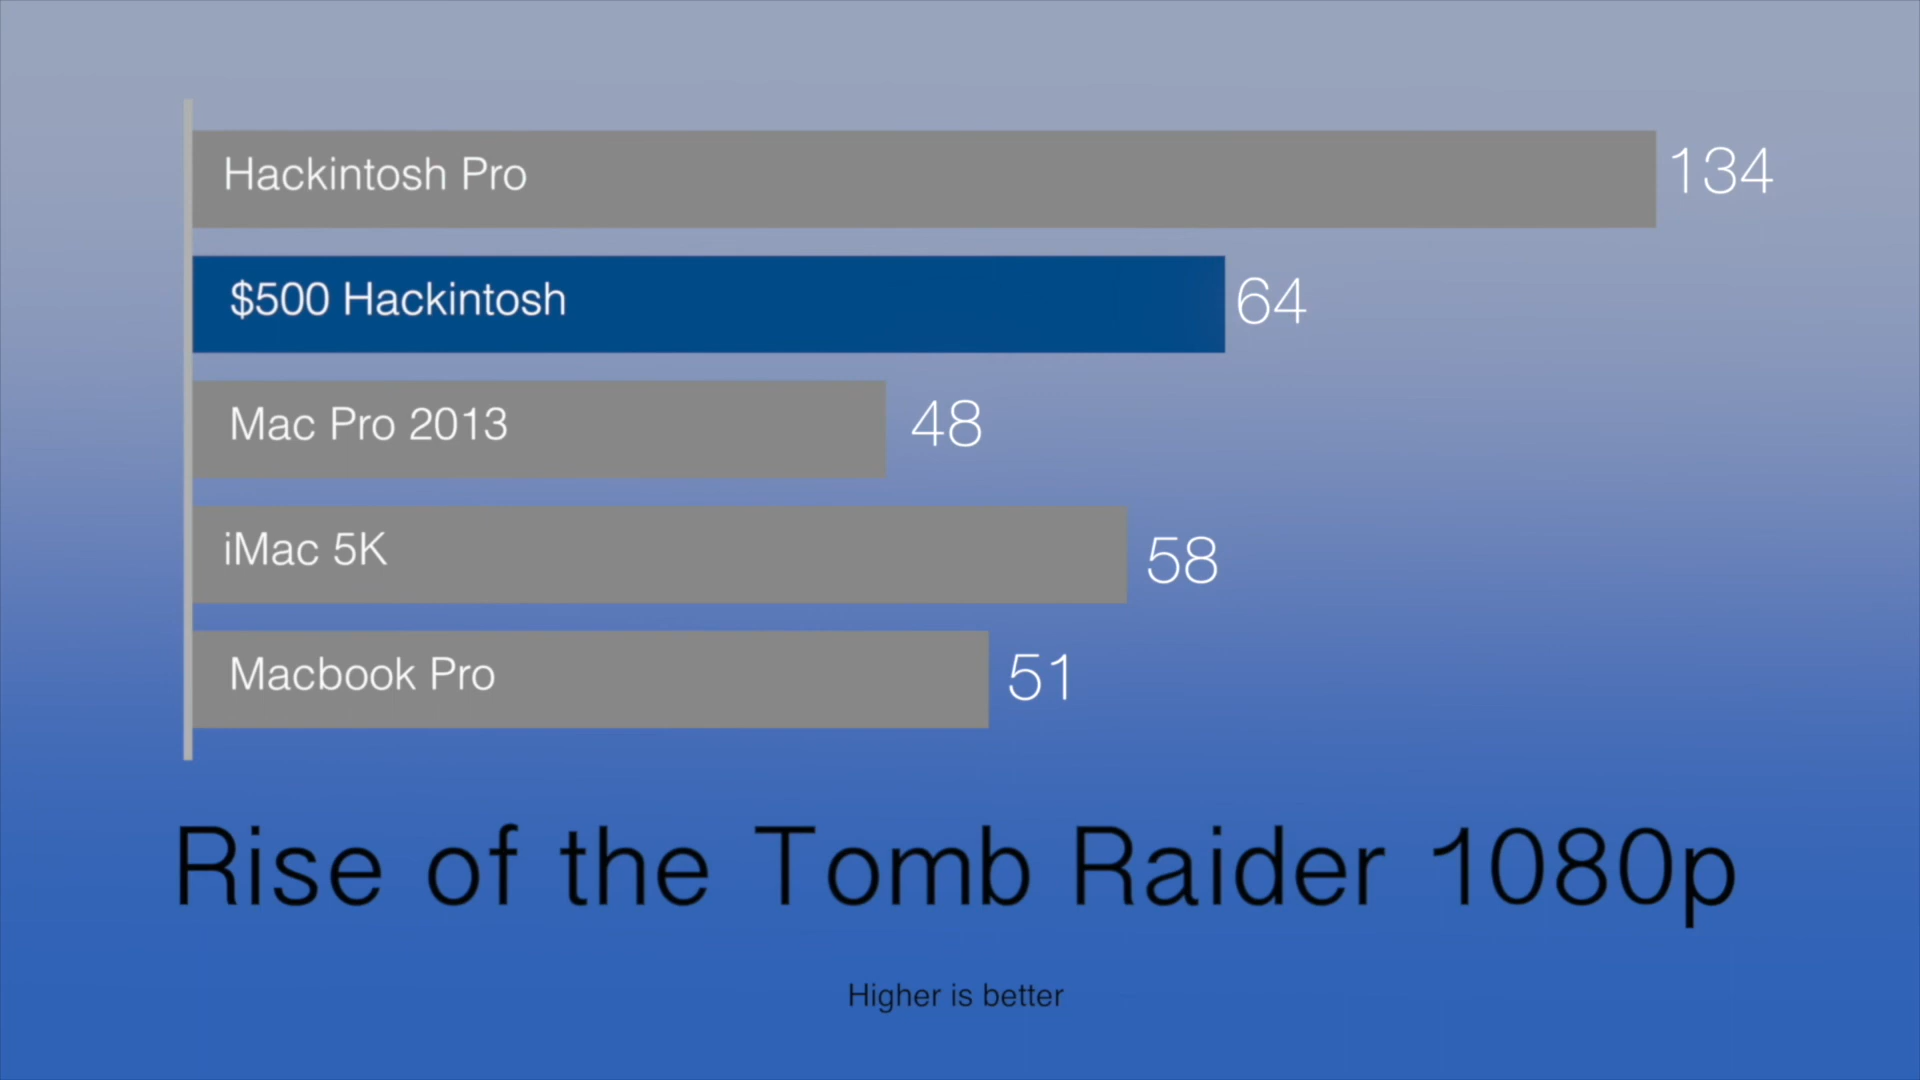 Hackintosh Pro 134
$500 Hackintosh 64
Mac Pro 2013 48
iMac 5K 58
Macbook Pro 51
Rise of the Tomb Raider 1080p
Higher is better